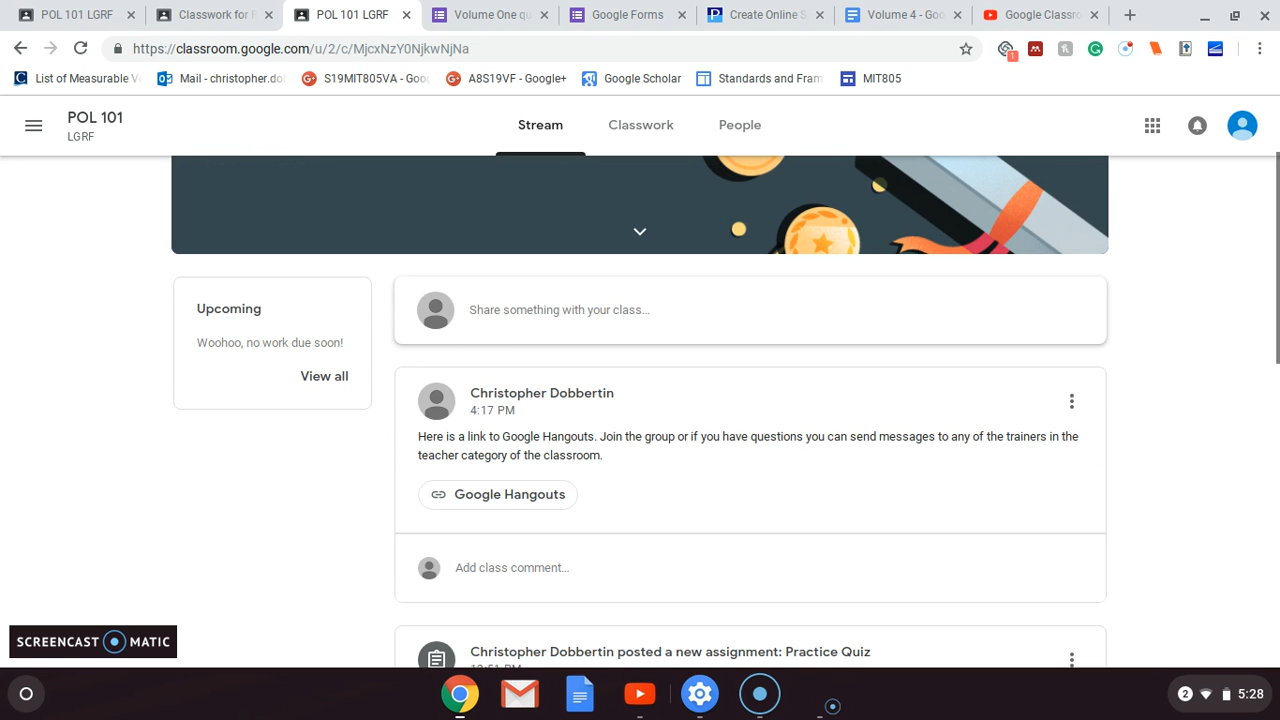 POL 101 LGRF
Classwork for P
POL 101 LGRF
Volume One qu
Google Forms
Create Online S
Volume 4 - Goo
Google Classro
https://classroom.google.com/u/2/c/MjcxNzY0NjkwNjNa
1
List of Measurable V
Mail - christopher.do
S19MIT805VA - Goo
A8S19VF - Google+
Google Scholar
Standards and Fram
MIT805
POL 101
LGRF
Stream
Classwork
People
Upcoming
Woohoo, no work due soon!
View all
Share something with your class...
Christopher Dobbertin
4:17 PM
Here is a link to Google Hangouts. Join the group or if you have questions you can send messages to any of the trainers in the
teacher category of the classroom.
Google Hangouts
Add class comment...
Christopher Dobbertin posted a new assignment: Practice Quiz
SCREENCAST MATIC
2
5:28